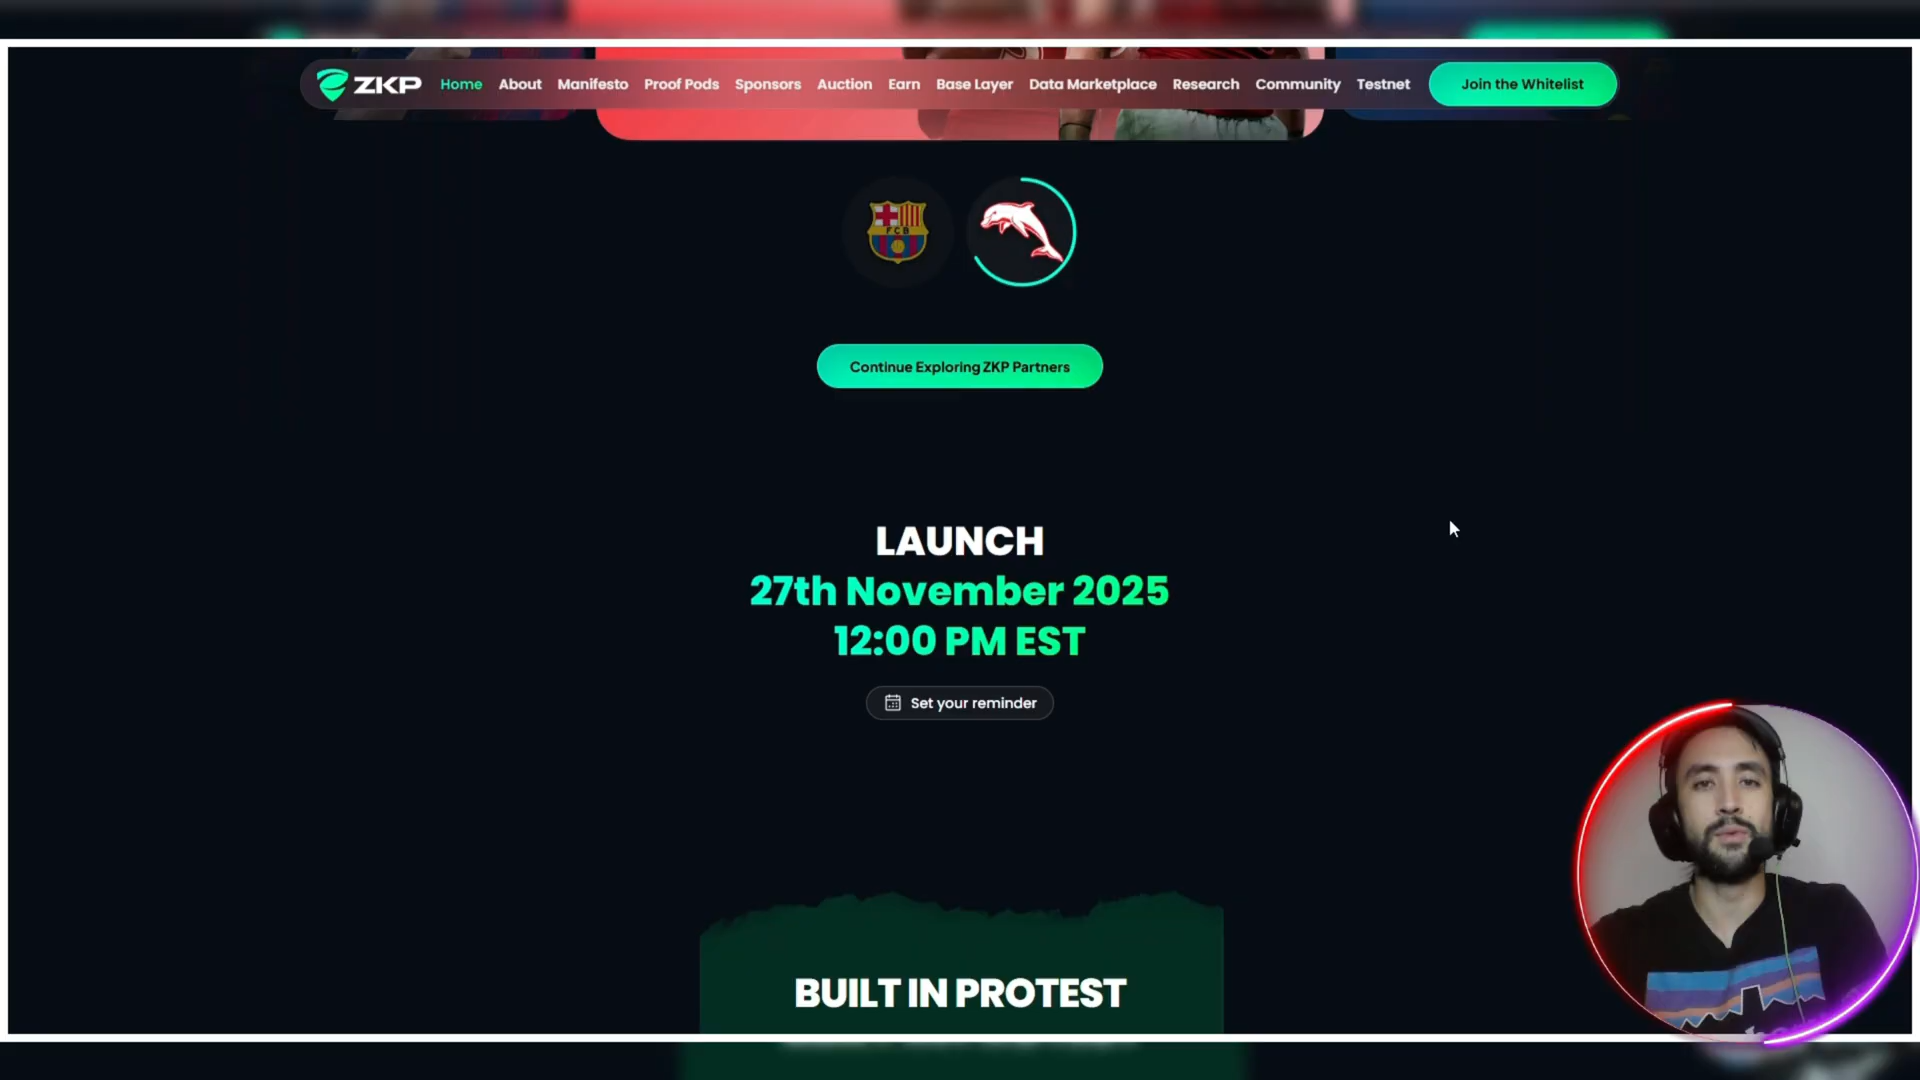 ZKP
Home About Manifesto Proof Pods Sponsors Auction Earn Base Layer Data Marketplace Research Community Testnet Join the Whitelist
FCB
Continue Exploring ZKP Partners
LAUNCH
27th November 2025
12:00 PM EST
Set your reminder
BUILT IN PROTEST